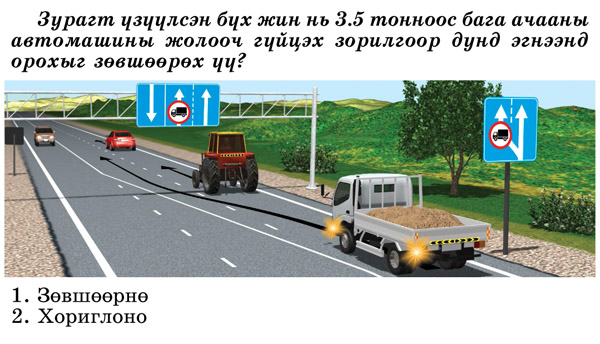 Зурагт үзүүлсэн бүх жин нь 3.5 тонноос бага ачааны
автомашины жолооч гүйцэх зорилгоор дунд эгнээнд
орохыг зөвшөөрөх үү?
1. Зөвшөөрнө
2. Хориглоно